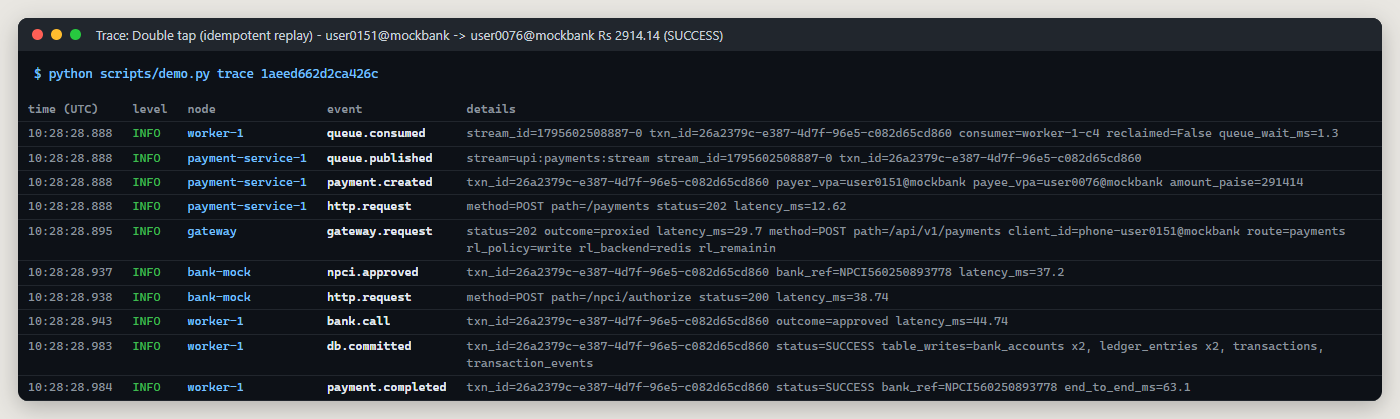 Trace: Double tap (idempotent replay) - user0151@mockbank -> user0076@mockbank Rs 2914.14 (SUCCESS)
$ python scripts/demo.py trace 1aeed662d2ca426c
time (UTC) level node event details
10:28:28.888 INFO worker-1 queue.consumed stream_id=1795602508887-0 txn_id=26a2379c-e387-4d7f-96e5-c082d65cd860 consumer=worker-1-c4 reclaimed=False queue_wait_ms=1.3
10:28:28.888 INFO payment-service-1 queue.published stream=upi:payments:stream stream_id=1795602508887-0 txn_id=26a2379c-e387-4d7f-96e5-c082d65cd860
10:28:28.888 INFO payment-service-1 payment.created txn_id=26a2379c-e387-4d7f-96e5-c082d65cd860 payer_vpa=user0151@mockbank payee_vpa=user0076@mockbank amount_paise=291414
10:28:28.888 INFO payment-service-1 http.request method=POST path=/payments status=202 latency_ms=12.62
10:28:28.895 INFO gateway gateway.request status=202 outcome=proxied latency_ms=29.7 method=POST path=/api/v1/payments client_id=phone-user0151@mockbank route=payments
rl_policy=write rl_backend=redis rl_remainin
10:28:28.937 INFO bank-mock npci.approved txn_id=26a2379c-e387-4d7f-96e5-c082d65cd860 bank_ref=NPCI560250893778 latency_ms=37.2
10:28:28.938 INFO bank-mock http.request method=POST path=/npci/authorize status=200 latency_ms=38.74
10:28:28.943 INFO worker-1 bank.call txn_id=26a2379c-e387-4d7f-96e5-c082d65cd860 outcome=approved latency_ms=44.74
10:28:28.983 INFO worker-1 db.committed txn_id=26a2379c-e387-4d7f-96e5-c082d65cd860 status=SUCCESS table_writes=bank_accounts x2, ledger_entries x2, transactions,
transaction_events
10:28:28.984 INFO worker-1 payment.completed txn_id=26a2379c-e387-4d7f-96e5-c082d65cd860 status=SUCCESS bank_ref=NPCI560250893778 end_to_end_ms=63.1